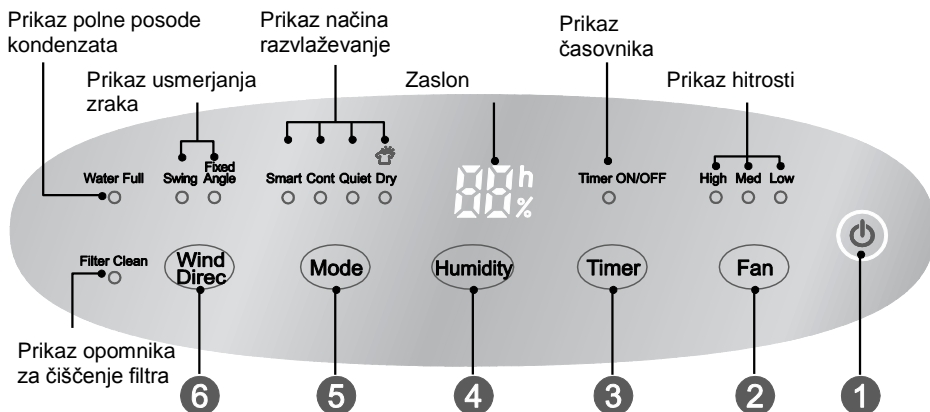 Prikaz polne posode
kondenzata
Prikaz načina
razvlaževanje
Prikaz
časovnika
Prikaz usmerjanja
zraka
Zaslon
Prikaz hitrosti
Water Full
Swing
Fixed
Angle
Smart Cont Quiet Dry
88h
%
Timer ON/OFF
High Med Low
Filter Clean
Wind
Direc
Mode
Humidity
Timer
Fan
Prikaz opomnika
za čiščenje filtra
6
5
4
3
2
1